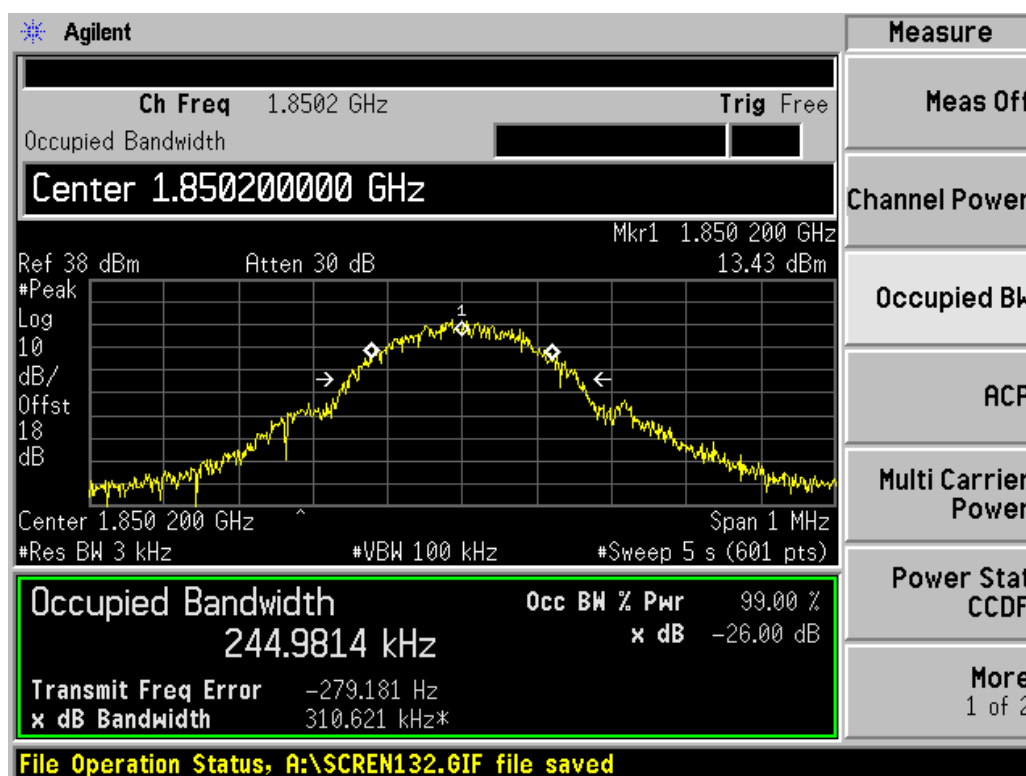 Agilent
Measure
Ch Freq 1.8502 GHz Trig Free
Occupied Bandwidth
Center 1.850200000 GHz
Mkr1 1.850 200 GHz
Ref 38 dBm Atten 30 dB 13.43 dBm
#Peak
Log
10
dB/
Offst
18
dB
1
Center 1.850 200 GHz ^ Span 1 MHz
#Res BW 3 kHz #VBW 100 kHz #Sweep 5 s (601 pts)
Occupied Bandwidth
244.9814 kHz
Occ BW % Pwr 99.00 %
x dB -26.00 dB
Transmit Freq Error -279.181 Hz
x dB Bandwidth 310.621 kHz*
File Operation Status, A:\SCREN132.GIF file saved
Meas Off
Channel Power
Occupied BW
ACP
Multi Carrier
Power
Power Stat
CCDF
More
1 of 2